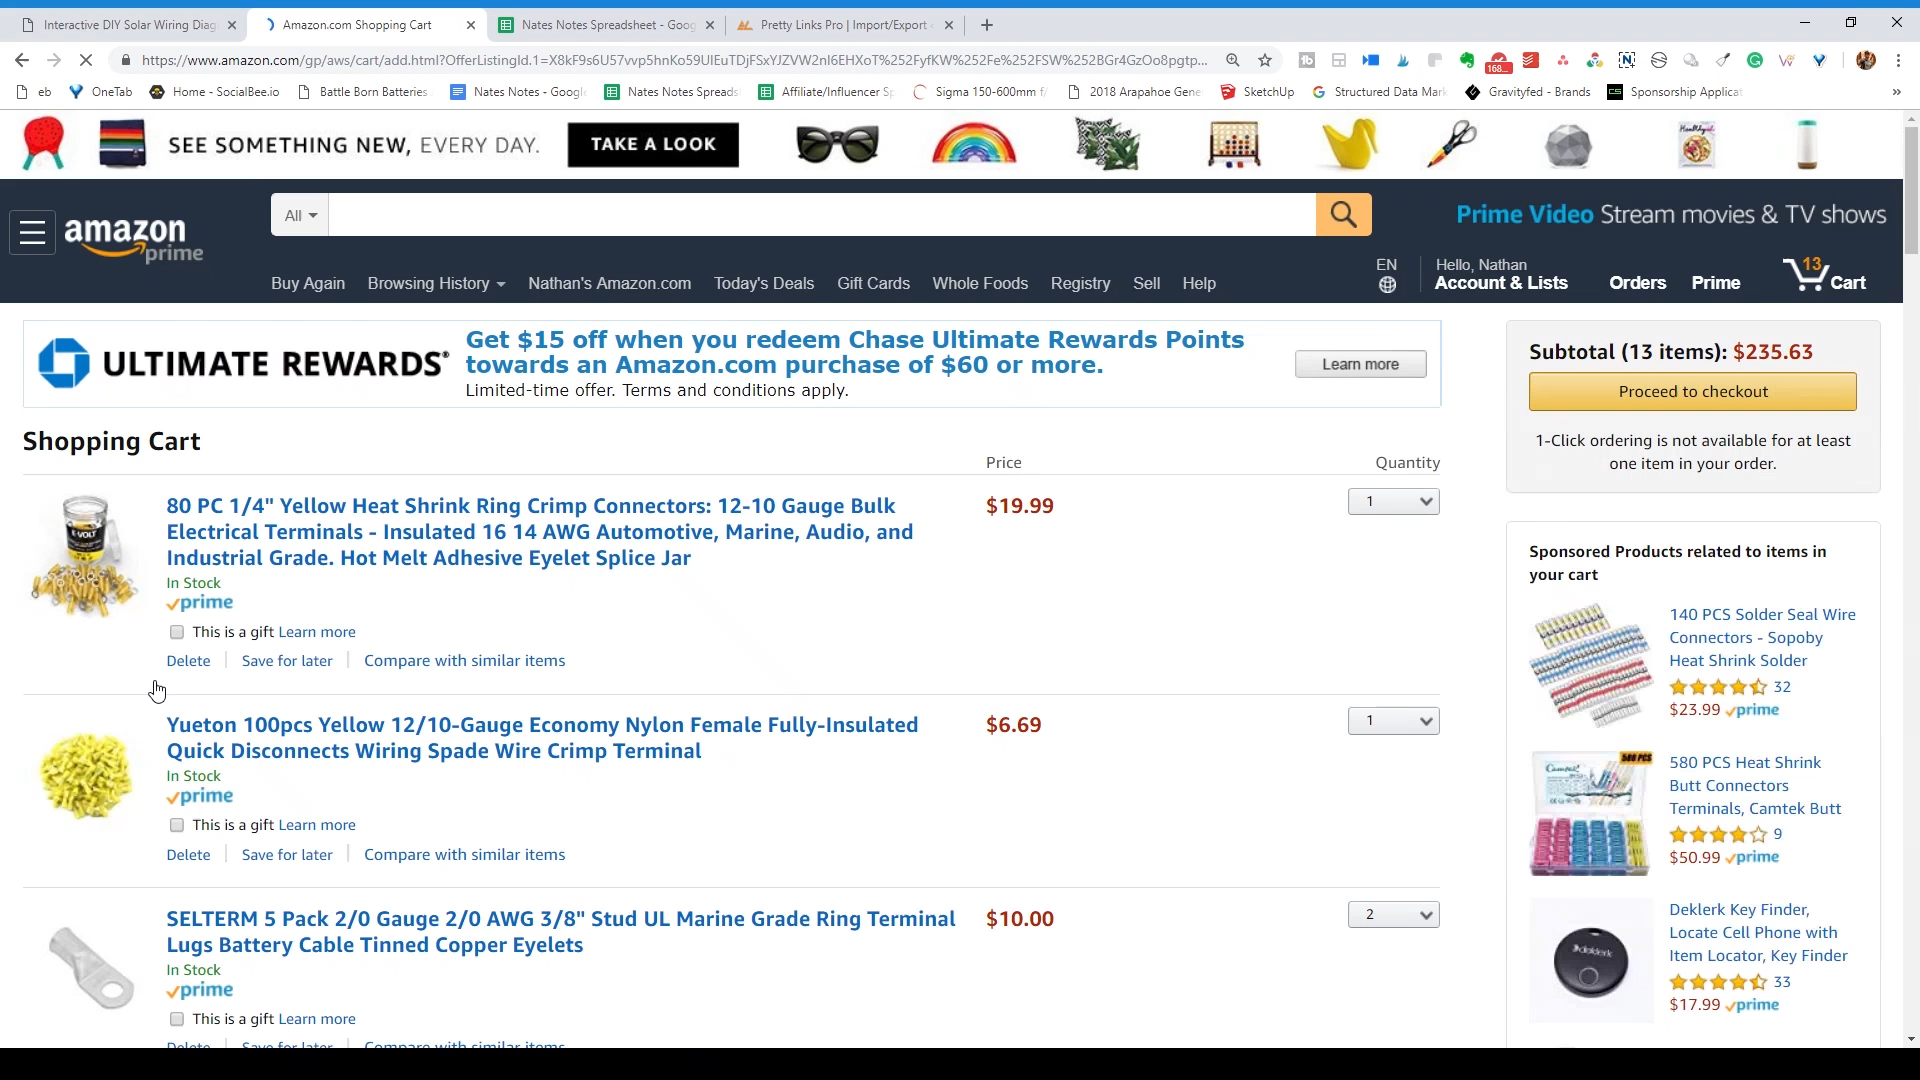 Interactive DIY Solar Wiring Diag
Amazon.com Shopping Cart
Nates Notes Spreadsheet - Goog
Pretty Links Pro | Import/Export
https://www.amazon.com/gp/aws/cart/add.html?OfferListingId.1=X8kF9s6U57vvp5hnKo59UIEuTDjFSxYJZVW2nI6EHXoT%252FyfKW%252Fe%252FSW%252BGr4GzOo8pgtp...
168...
eb
OneTab
Home - SocialBee.io
Battle Born Batteries
Nates Notes - Google
Nates Notes Spreads
Affiliate/Influencer Sp
Sigma 150-600mm f/
2018 Arapahoe Gene
SketchUp
Structured Data Mark
Gravityfed - Brands
Sponsorship Applicat
»
SEE SOMETHING NEW, EVERY DAY.
TAKE A LOOK
amazon
prime
All
Prime Video Stream movies & TV shows
Buy Again
Browsing History
Nathan's Amazon.com
Today's Deals
Gift Cards
Whole Foods
Registry
Sell
Help
EN
Hello, Nathan
Account & Lists
Orders
Prime
13
Cart
ULTIMATE REWARDS®
Get $15 off when you redeem Chase Ultimate Rewards Points
towards an Amazon.com purchase of $60 or more.
Limited-time offer. Terms and conditions apply.
Learn more
Subtotal (13 items): $235.63
Proceed to checkout
1-Click ordering is not available for at least
one item in your order.
Shopping Cart
Price
Quantity
80 PC 1/4" Yellow Heat Shrink Ring Crimp Connectors: 12-10 Gauge Bulk
Electrical Terminals - Insulated 16 14 AWG Automotive, Marine, Audio, and
Industrial Grade. Hot Melt Adhesive Eyelet Splice Jar
$19.99
1
In Stock
prime
This is a gift Learn more
Delete
Save for later
Compare with similar items
Yueton 100pcs Yellow 12/10-Gauge Economy Nylon Female Fully-Insulated
Quick Disconnects Wiring Spade Wire Crimp Terminal
$6.69
1
In Stock
prime
This is a gift Learn more
Delete
Save for later
Compare with similar items
SELTERM 5 Pack 2/0 Gauge 2/0 AWG 3/8" Stud UL Marine Grade Ring Terminal
Lugs Battery Cable Tinned Copper Eyelets
$10.00
2
In Stock
prime
This is a gift Learn more
Delete
Save for later
Compare with similar items
Sponsored Products related to items in
your cart
140 PCS Solder Seal Wire
Connectors - Sopoby
Heat Shrink Solder
32
$23.99 prime
580 PCS Heat Shrink
Butt Connectors
Terminals, Camtek Butt
9
$50.99 prime
Deklerk Key Finder,
Locate Cell Phone with
Item Locator, Key Finder
33
$17.99 prime